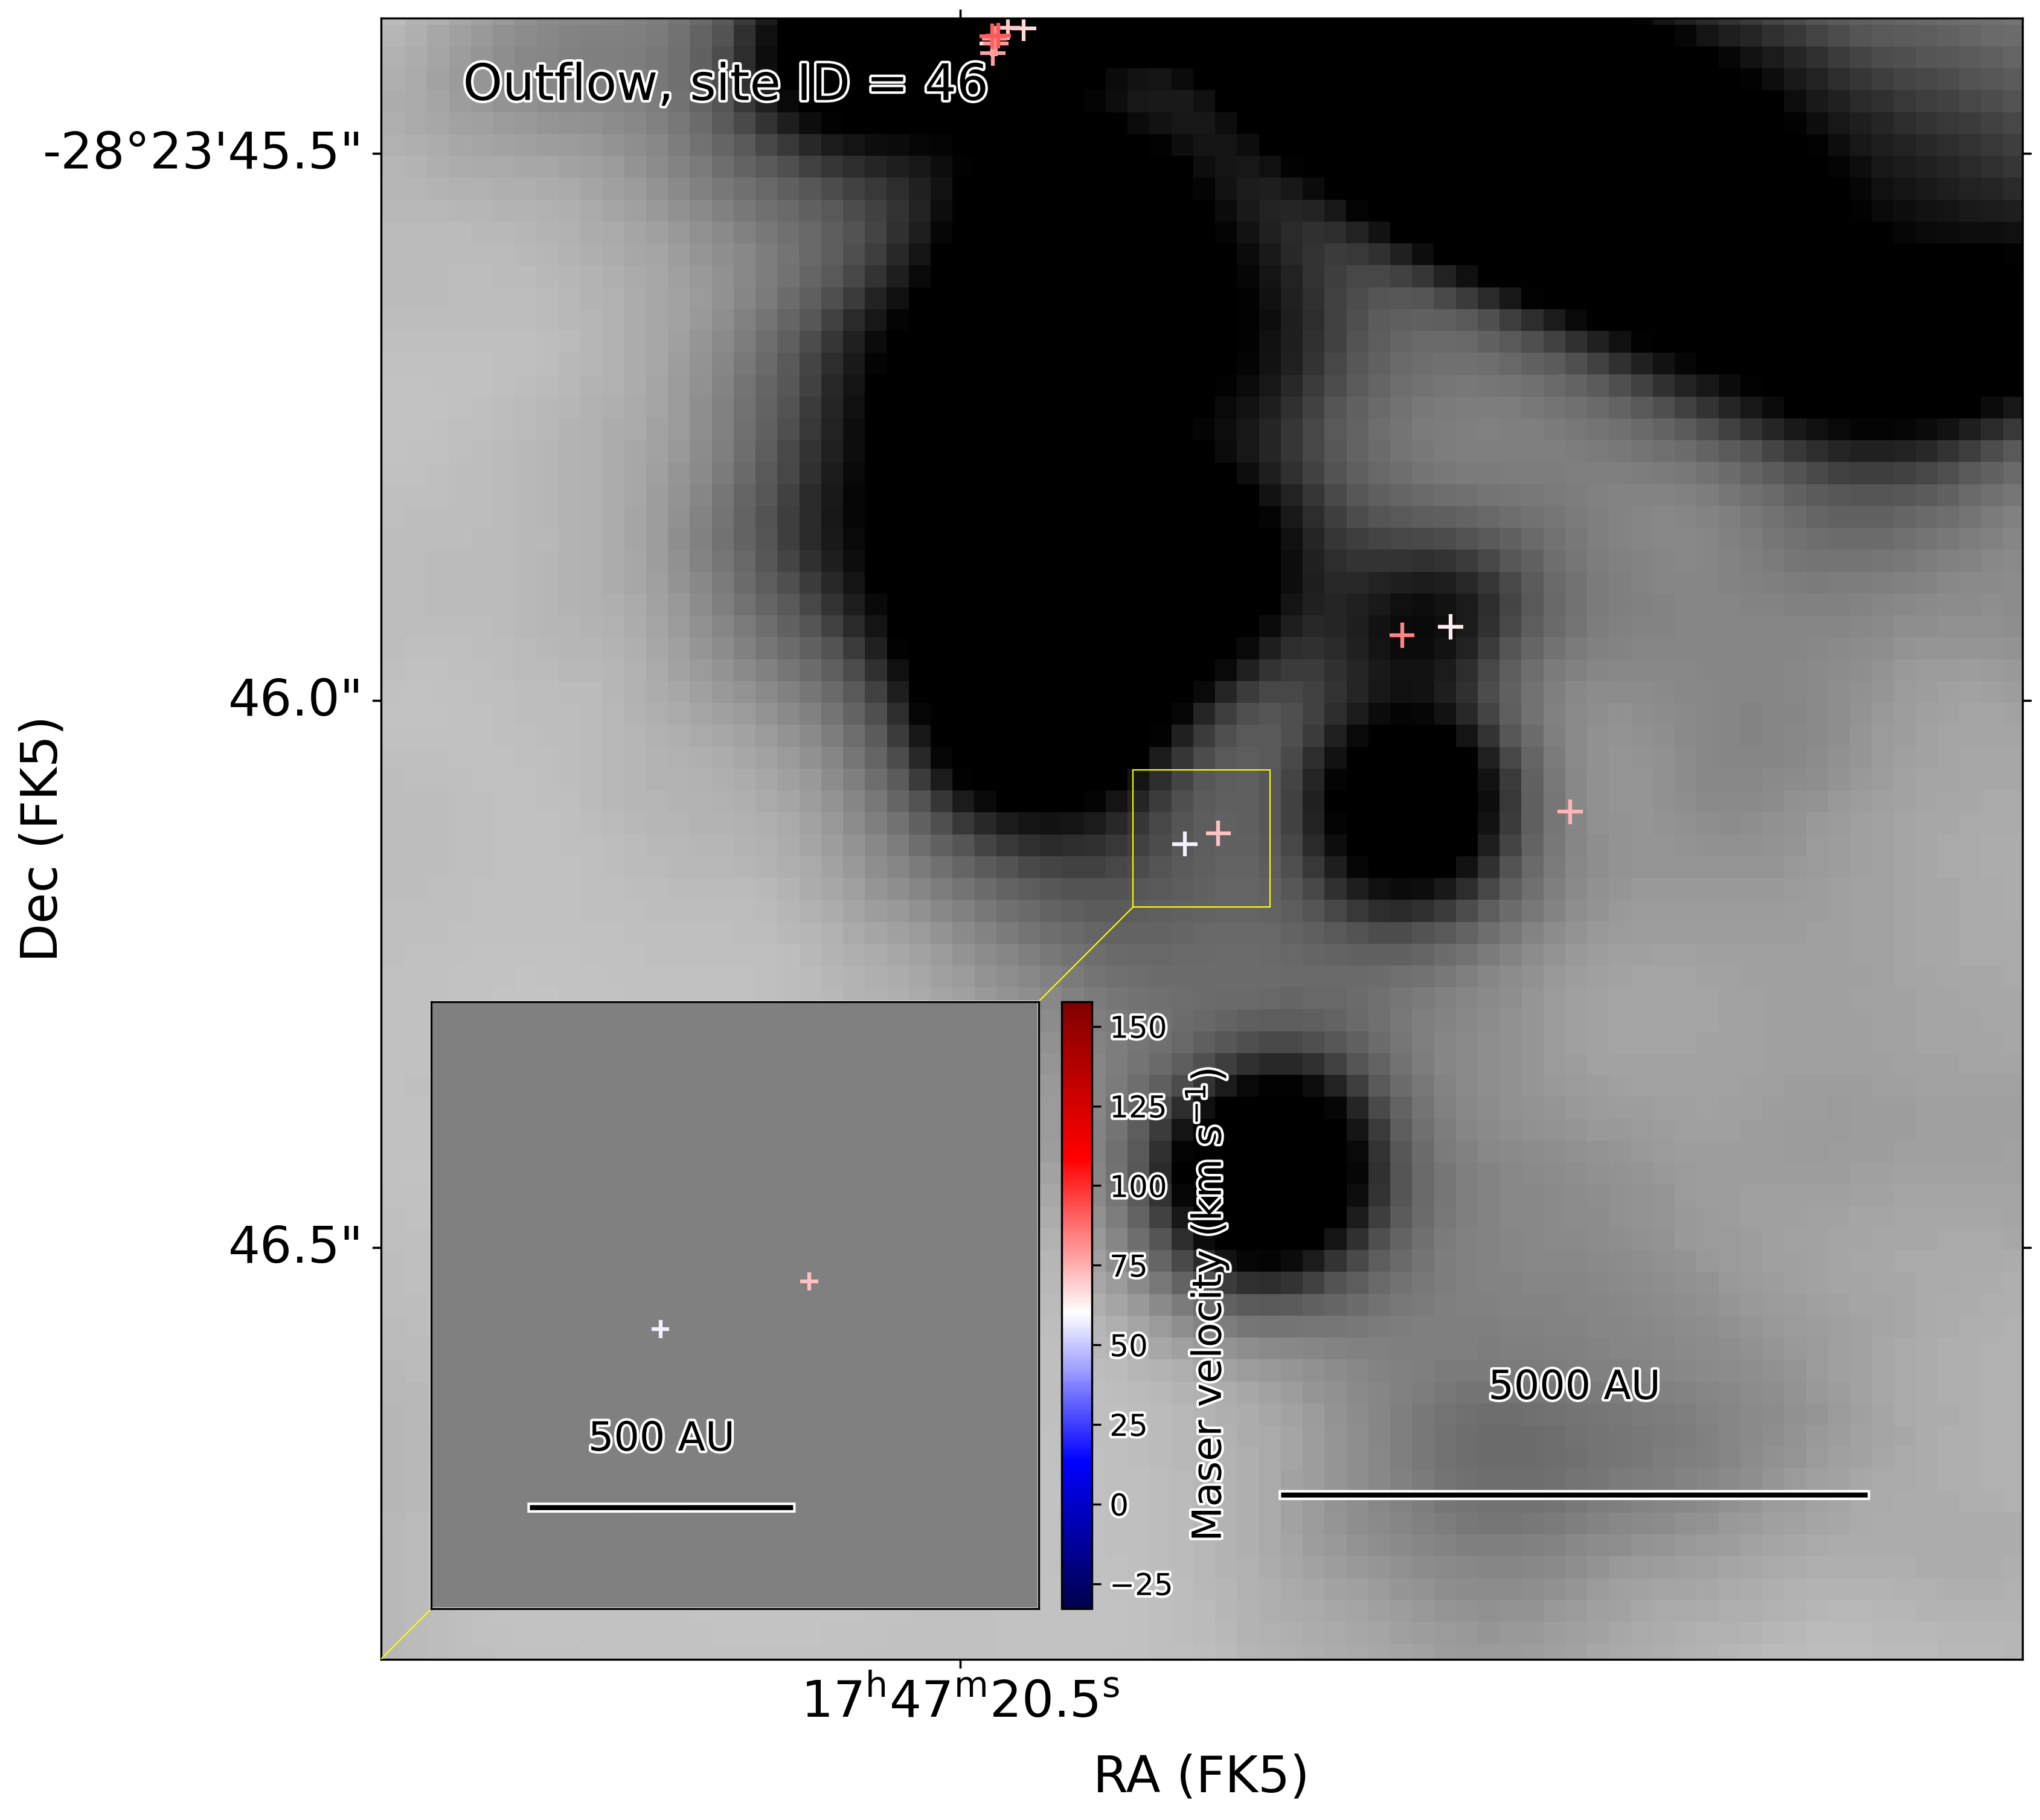 Outflow, site ID = 46
-28°23'45.5"
46.0"
46.5"
Dec (FK5)
150
125
100
75
50
25
0
−25
Maser velocity (km s⁻¹)
500 AU
5000 AU
17ʰ47ᵐ20.5ˢ
RA (FK5)